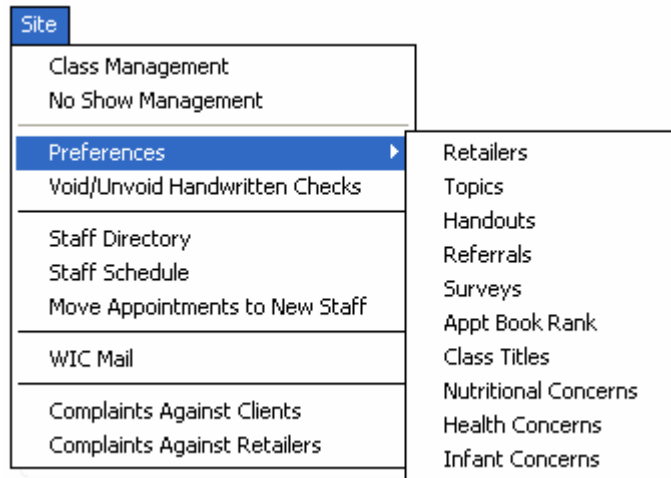 Site
Class Management
No Show Management
Preferences
Void/Unvoid Handwritten Checks
Staff Directory
Staff Schedule
Move Appointments to New Staff
WIC Mail
Complaints Against Clients
Complaints Against Retailers
Retailers
Topics
Handouts
Referrals
Surveys
Appt Book Rank
Class Titles
Nutritional Concerns
Health Concerns
Infant Concerns